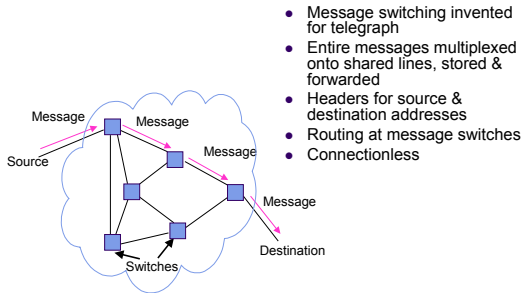 ● Message switching invented
for telegraph
● Entire messages multiplexed
onto shared lines, stored &
forwarded
● Headers for source &
destination addresses
● Routing at message switches
● Connectionless
Message
Message
Message
Source
Message
Destination
Switches